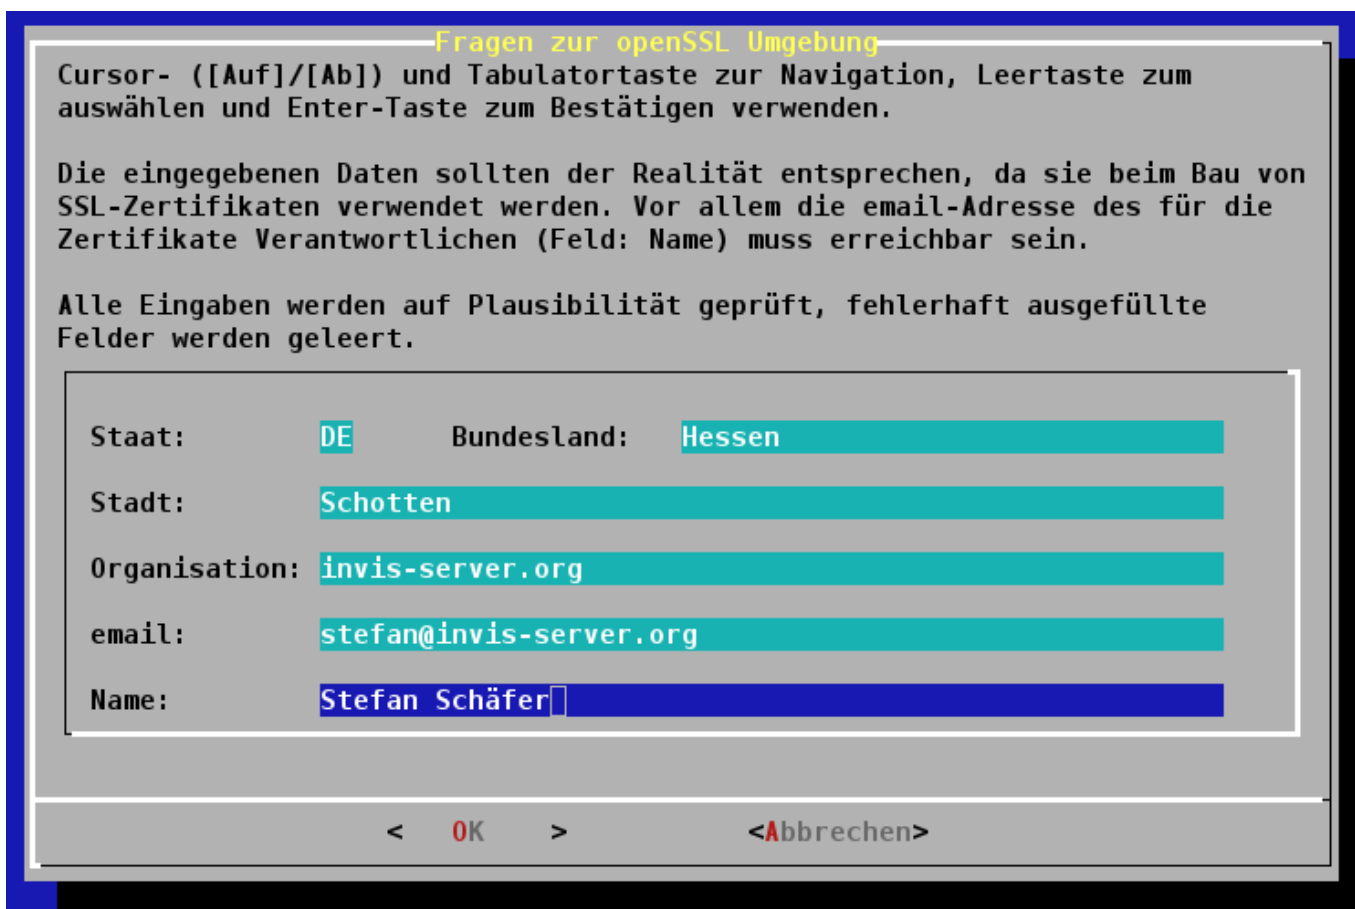 Fragen zur openSSL Umgebung
Cursor- ([Auf]/[Ab]) und Tabulatortaste zur Navigation, Leertaste zum
auswählen und Enter-Taste zum Bestätigen verwenden.
Die eingegebenen Daten sollten der Realität entsprechen, da sie beim Bau von
SSL-Zertifikaten verwendet werden. Vor allem die email-Adresse des für die
Zertifikate Verantwortlichen (Feld: Name) muss erreichbar sein.
Alle Eingaben werden auf Plausibilität geprüft, fehlerhaft ausgefüllte
Felder werden geleert.
Staat: DE Bundesland: Hessen
Stadt: Schotten
Organisation: invis-server.org
email: stefan@invis-server.org
Name: Stefan Schäfer
< OK > <Abbrechen>